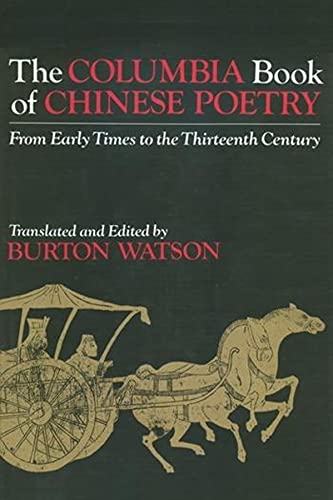 The COLUMBIA Book
of CHINESE POETRY
From Early Times to the Thirteenth Century
Translated and Edited by
BURTON WATSON